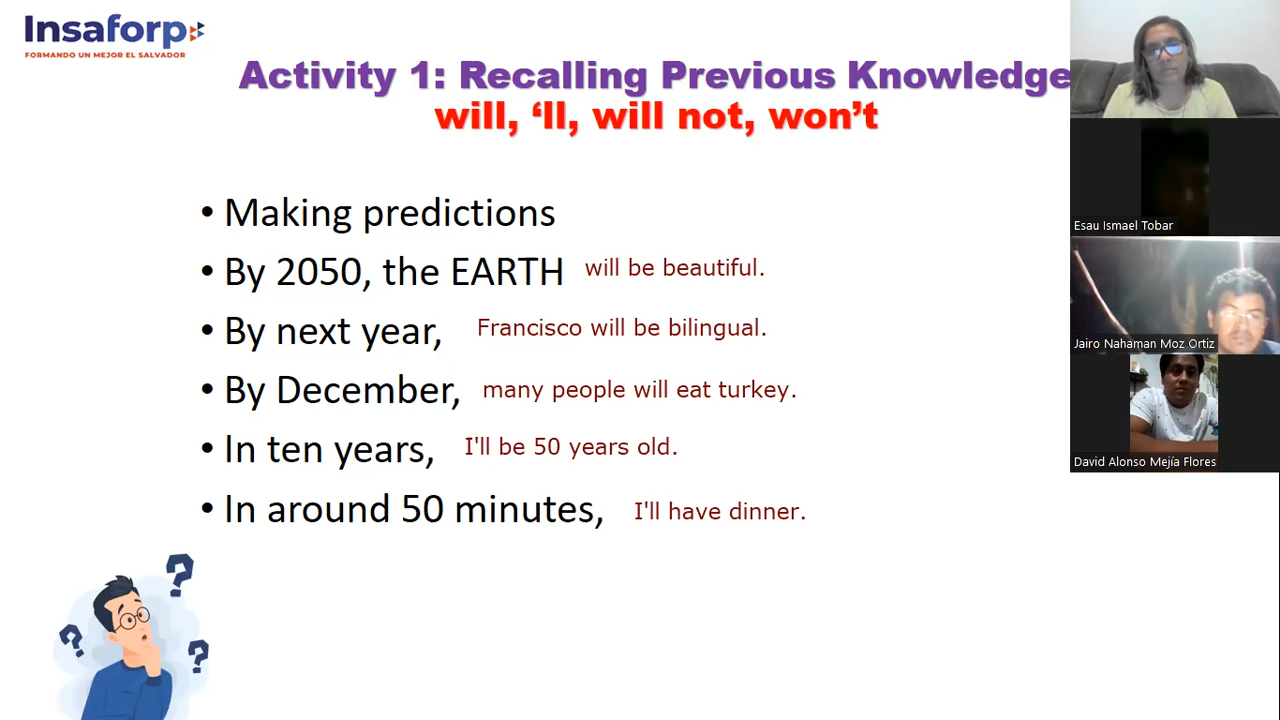 Insaforp
FORMANDO UN MEJOR EL SALVADOR
Activity 1: Recalling Previous Knowledge
will, ‘ll, will not, won’t
• Making predictions
• By 2050, the EARTH will be beautiful.
• By next year, Francisco will be bilingual.
• By December, many people will eat turkey.
• In ten years, I'll be 50 years old.
• In around 50 minutes, I'll have dinner.
? ? ?
Esau Ismael Tobar
Jairo Nahaman Moz Ortiz
David Alonso Mejía Flores